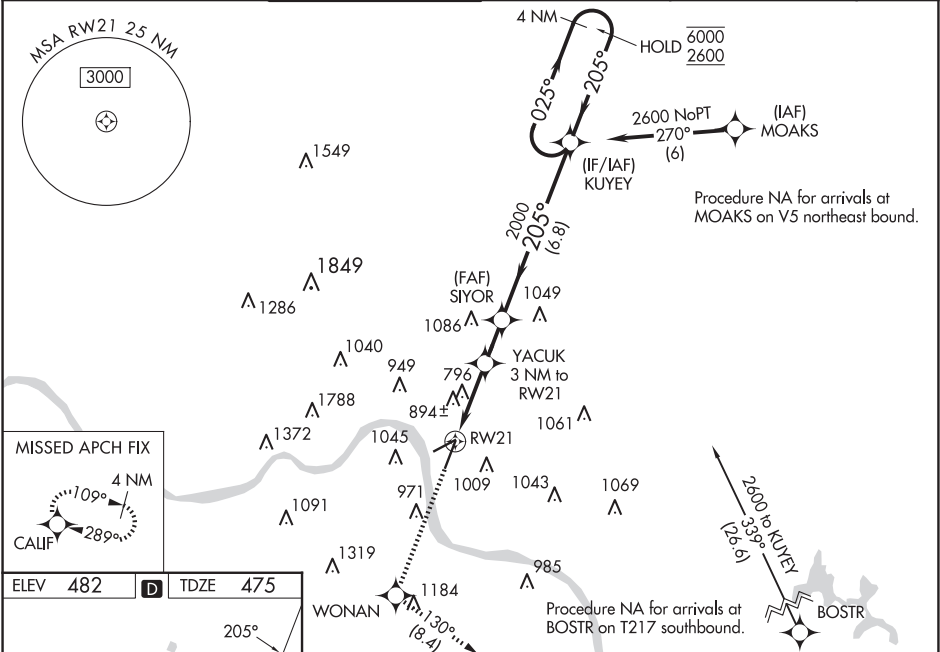 MSA RW21 25 NM
3000
4 NM
HOLD
6000
2600
025°
205°
2600 NoPT
270°
(6)
(IAF)
MOAKS
(IF/IAF)
KUYEY
Procedure NA for arrivals at
MOAKS on V5 northeast bound.
1549
2000
205°
(6.8)
1849
1286
(FAF)
SIYOR
1049
1086
1040
949
796
YACUK
3 NM to
RW21
1788
894±
1061
1372
1045
RW21
MISSED APCH FIX
4 NM
109°
289°
CALIF
1009
1043
1069
1091
971
2600 to KUYEY
339°
(26.6)
1319
985
ELEV 482
D
TDZE 475
WONAN
1184
130°
(8.4)
Procedure NA for arrivals at
BOSTR on T217 southbound.
BOSTR
205°